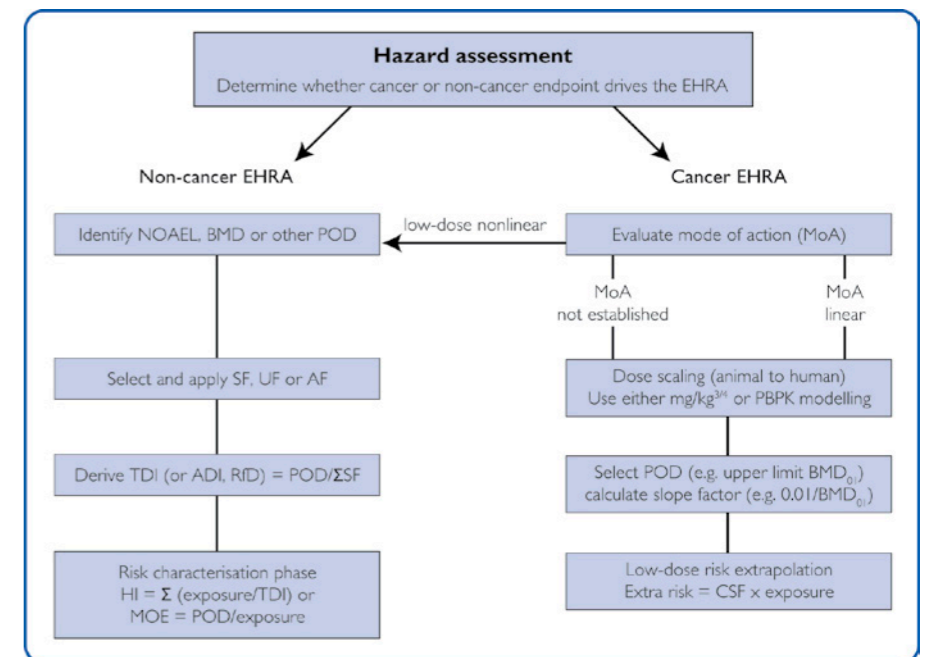 Hazard assessment
Determine whether cancer or non-cancer endpoint drives the EHRA
Non-cancer EHRA
Cancer EHRA
Identify NOAEL, BMD or other POD
low-dose nonlinear
Evaluate mode of action (MoA)
MoA
not established
MoA
linear
Select and apply SF, UF or AF
Dose scaling (animal to human)
Use either mg/kg³ᐟ⁴ or PBPK modelling
Derive TDI (or ADI, RfD) = POD/ΣSF
Select POD (e.g. upper limit BMD₀₁)
calculate slope factor (e.g. 0.01/BMD₀₁)
Risk characterisation phase
HI = Σ (exposure/TDI) or
MOE = POD/exposure
Low-dose risk extrapolation
Extra risk = CSF x exposure